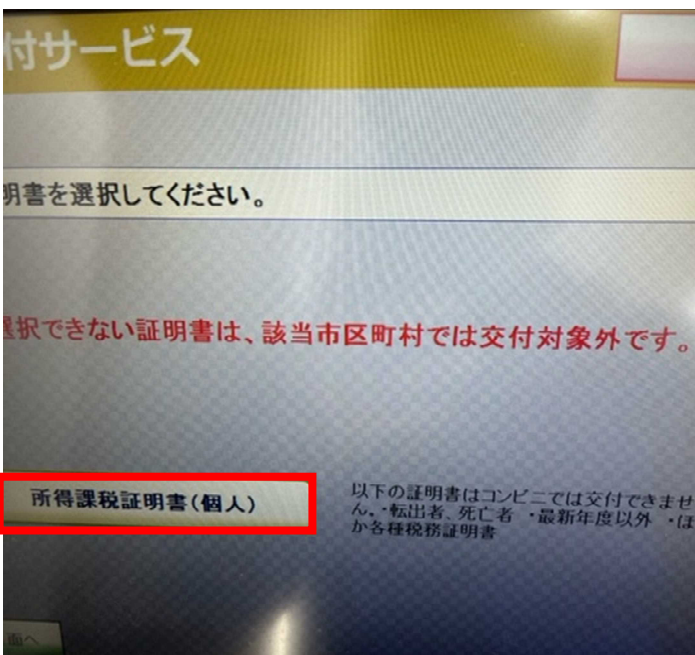 付サービス
明書を選択してください。
選択できない証明書は、該当市区町村では交付対象外です。
所得課税証明書(個人)
以下の証明書はコンビニでは交付できませ
ん。・転出者、死亡者 ・最新年度以外 ・ほ
か各種税務証明書
面へ